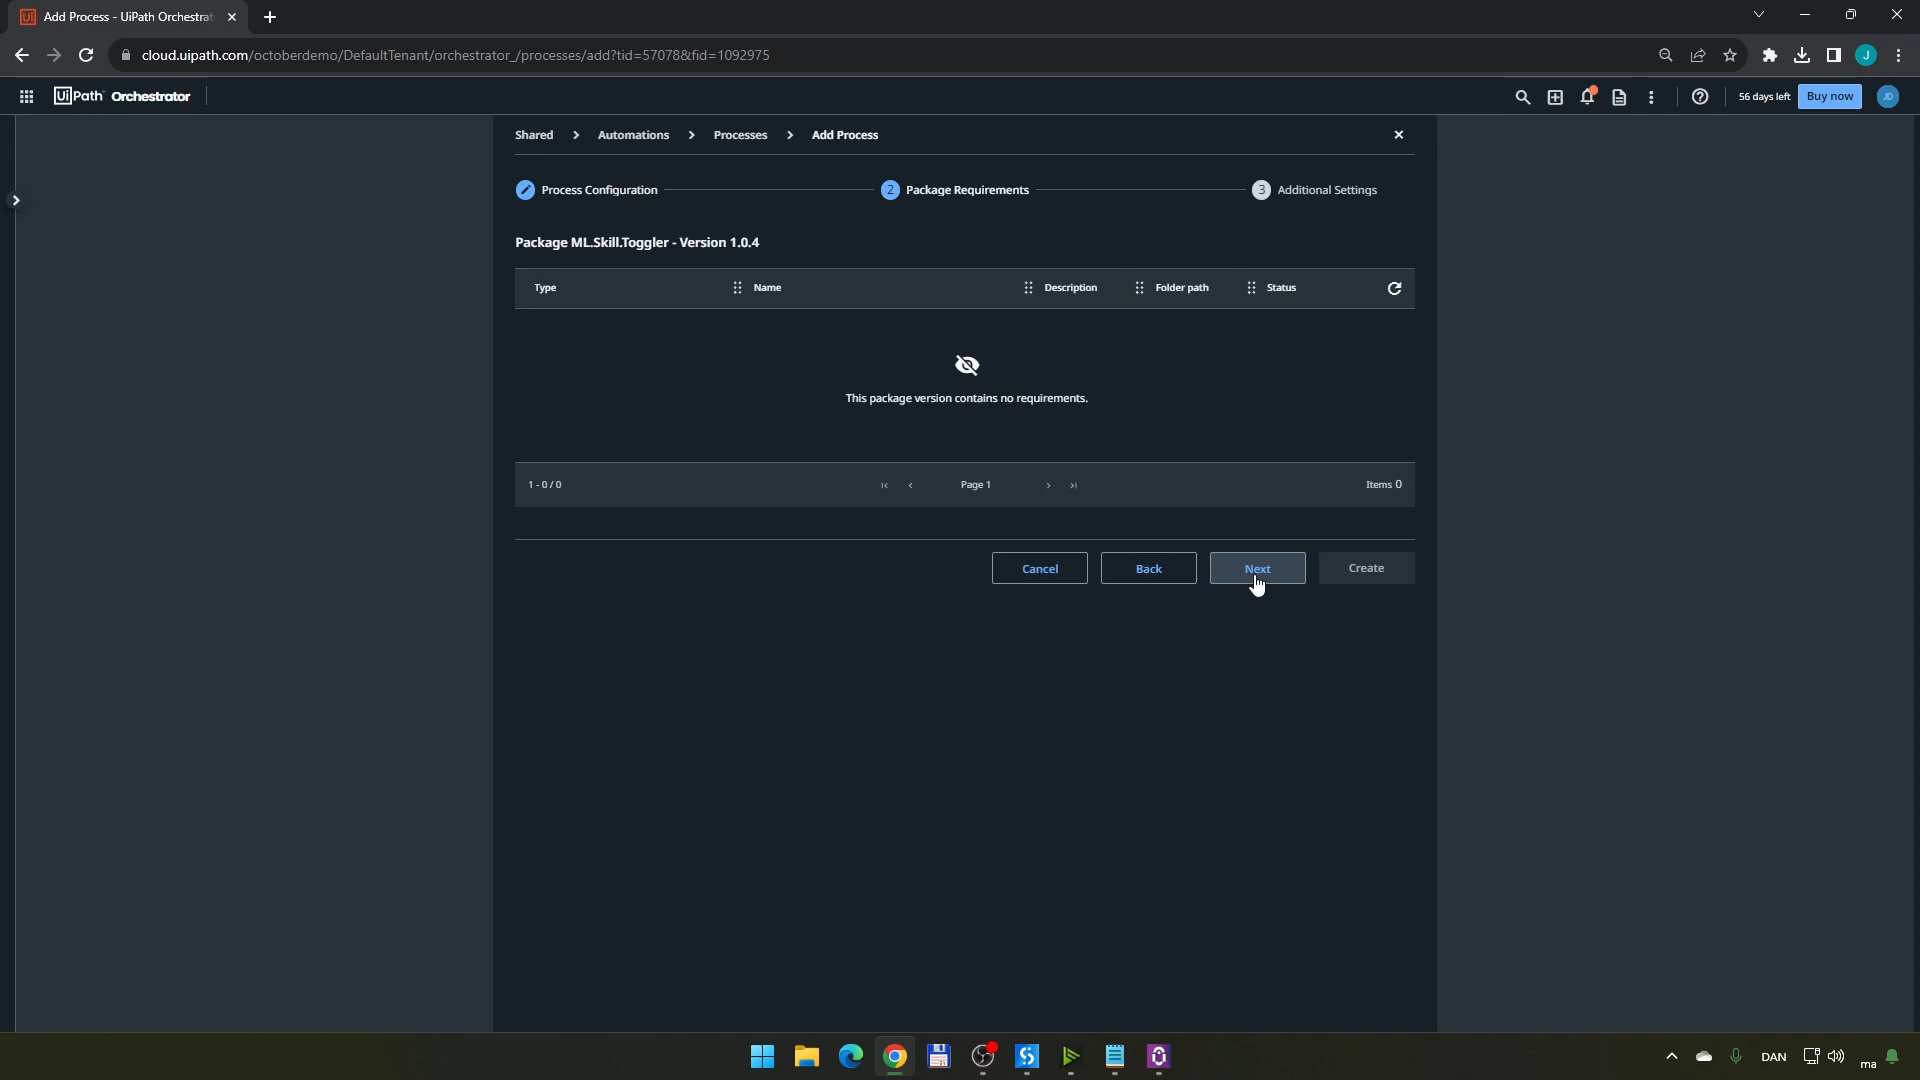 Add Process - UiPath Orchestrat
cloud.uipath.com/octoberdemo/DefaultTenant/orchestrator_/processes/add?tid=57078&fid=1092975
J
UiPath Orchestrator
56 days left
Buy now
JD
Shared > Automations > Processes > Add Process
Process Configuration
2 Package Requirements
3 Additional Settings
Package ML.Skill.Toggler - Version 1.0.4
Type Name Description Folder path Status
This package version contains no requirements.
1 - 0 / 0
Page 1
Items 0
Cancel Back Next Create
DAN
ma